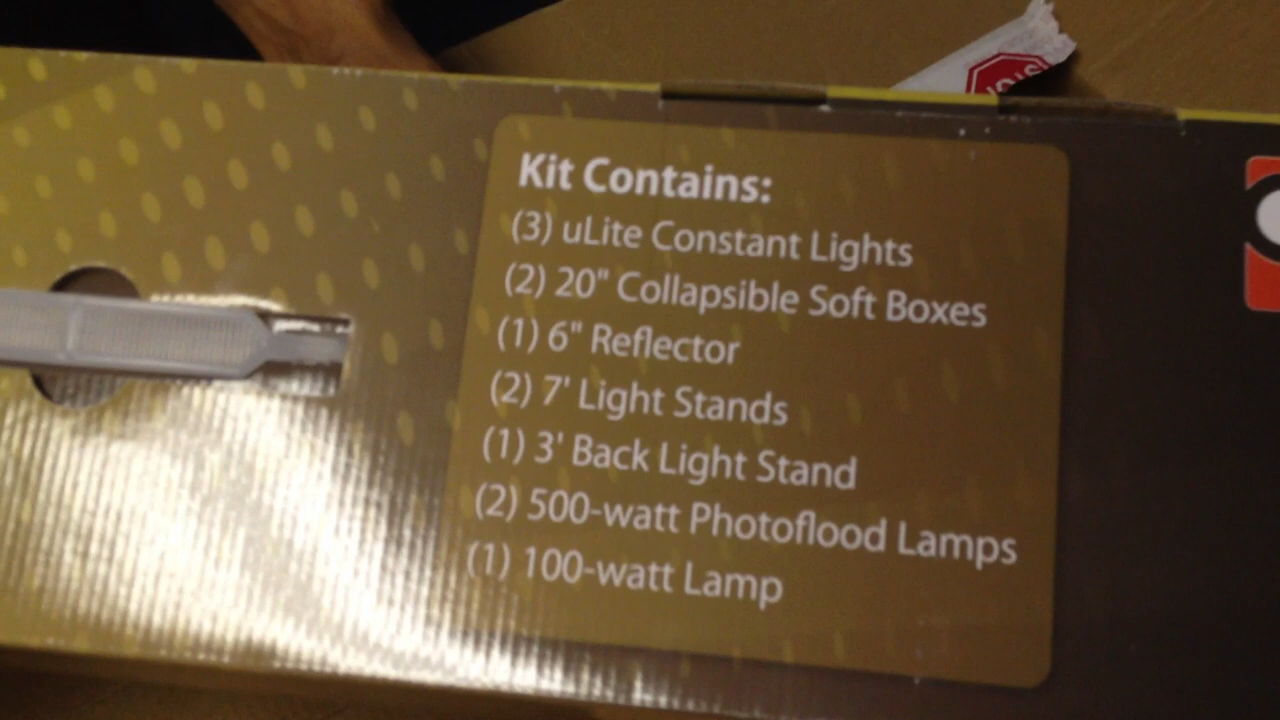 STOP
Kit Contains:
(3) uLite Constant Lights
(2) 20" Collapsible Soft Boxes
(1) 6" Reflector
(2) 7' Light Stands
(1) 3' Back Light Stand
(2) 500-watt Photoflood Lamps
(1) 100-watt Lamp